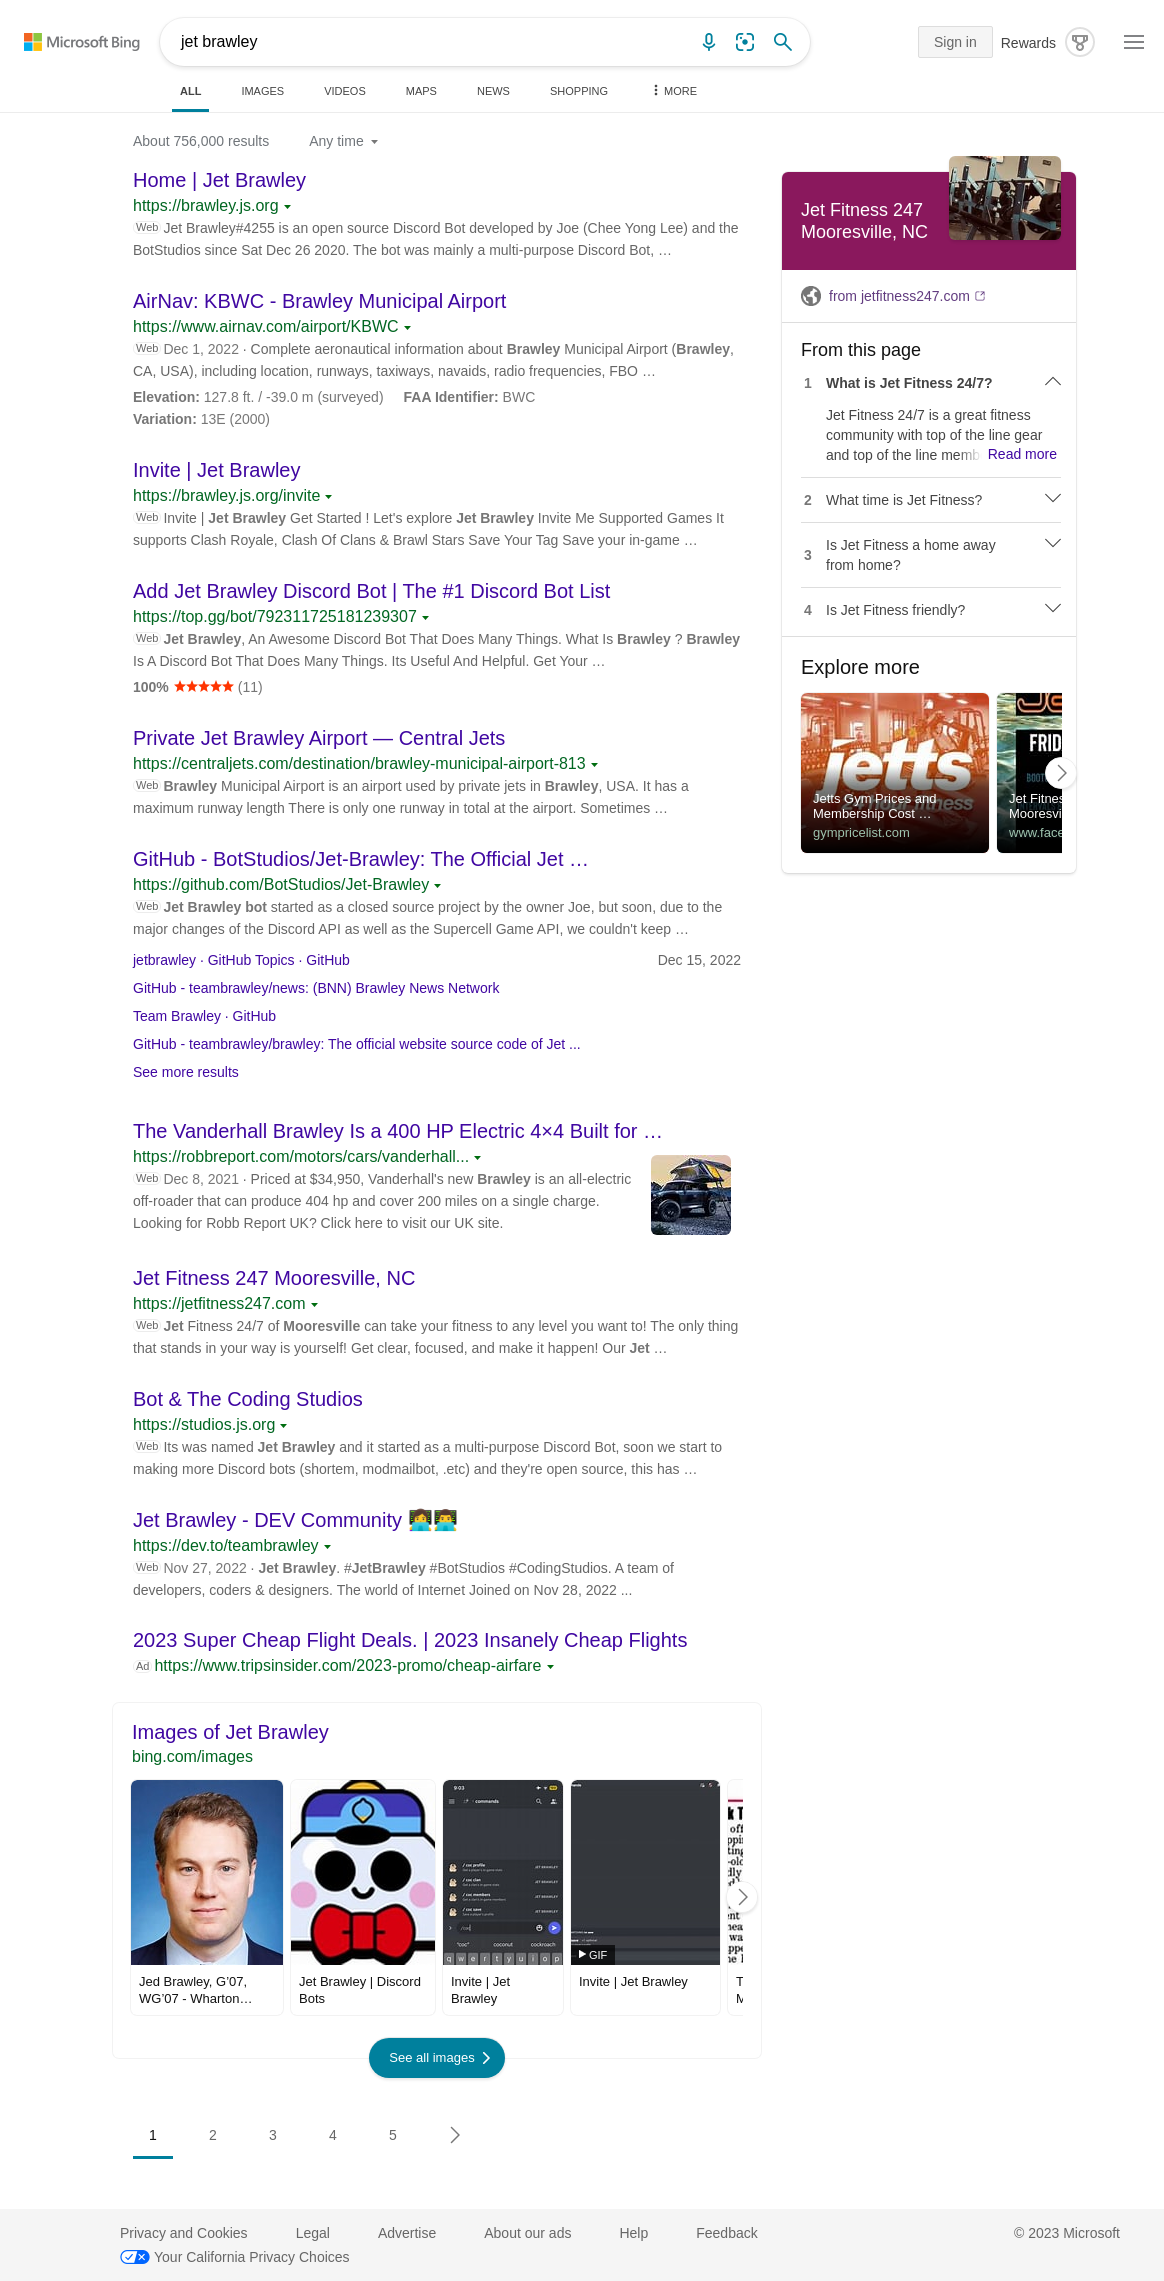 Microsoft Bing
jet brawley
Sign in
Rewards
ALL
IMAGES
VIDEOS
MAPS
NEWS
SHOPPING
MORE
About 756,000 results
Any time
Home | Jet Brawley
https://brawley.js.org
Web Jet Brawley#4255 is an open source Discord Bot developed by Joe (Chee Yong Lee) and the
BotStudios since Sat Dec 26 2020. The bot was mainly a multi-purpose Discord Bot, …
AirNav: KBWC - Brawley Municipal Airport
https://www.airnav.com/airport/KBWC
Web Dec 1, 2022 · Complete aeronautical information about Brawley Municipal Airport (Brawley,
CA, USA), including location, runways, taxiways, navaids, radio frequencies, FBO …
Elevation: 127.8 ft. / -39.0 m (surveyed) FAA Identifier: BWC
Variation: 13E (2000)
Invite | Jet Brawley
https://brawley.js.org/invite
Web Invite | Jet Brawley Get Started ! Let's explore Jet Brawley Invite Me Supported Games It
supports Clash Royale, Clash Of Clans & Brawl Stars Save Your Tag Save your in-game …
Add Jet Brawley Discord Bot | The #1 Discord Bot List
https://top.gg/bot/792311725181239307
Web Jet Brawley, An Awesome Discord Bot That Does Many Things. What Is Brawley ? Brawley
Is A Discord Bot That Does Many Things. Its Useful And Helpful. Get Your …
100% ★★★★★ (11)
Private Jet Brawley Airport — Central Jets
https://centraljets.com/destination/brawley-municipal-airport-813
Web Brawley Municipal Airport is an airport used by private jets in Brawley, USA. It has a
maximum runway length There is only one runway in total at the airport. Sometimes …
GitHub - BotStudios/Jet-Brawley: The Official Jet …
https://github.com/BotStudios/Jet-Brawley
Web Jet Brawley bot started as a closed source project by the owner Joe, but soon, due to the
major changes of the Discord API as well as the Supercell Game API, we couldn't keep …
jetbrawley · GitHub Topics · GitHub Dec 15, 2022
GitHub - teambrawley/news: (BNN) Brawley News Network
Team Brawley · GitHub
GitHub - teambrawley/brawley: The official website source code of Jet ...
See more results
The Vanderhall Brawley Is a 400 HP Electric 4×4 Built for …
https://robbreport.com/motors/cars/vanderhall...
Web Dec 8, 2021 · Priced at $34,950, Vanderhall's new Brawley is an all-electric
off-roader that can produce 404 hp and cover 200 miles on a single charge.
Looking for Robb Report UK? Click here to visit our UK site.
Jet Fitness 247 Mooresville, NC
https://jetfitness247.com
Web Jet Fitness 24/7 of Mooresville can take your fitness to any level you want to! The only thing
that stands in your way is yourself! Get clear, focused, and make it happen! Our Jet …
Bot & The Coding Studios
https://studios.js.org
Web Its was named Jet Brawley and it started as a multi-purpose Discord Bot, soon we start to
making more Discord bots (shortem, modmailbot, .etc) and they're open source, this has …
Jet Brawley - DEV Community 👩‍💻👨‍💻
https://dev.to/teambrawley
Web Nov 27, 2022 · Jet Brawley. #JetBrawley #BotStudios #CodingStudios. A team of
developers, coders & designers. The world of Internet Joined on Nov 28, 2022 ...
2023 Super Cheap Flight Deals. | 2023 Insanely Cheap Flights
Ad https://www.tripsinsider.com/2023-promo/cheap-airfare
Images of Jet Brawley
bing.com/images
9:03
commands
/ coc profile
/ coc clan
/ coc members
/ coc save
JET BRAWLEY
JET BRAWLEY
JET BRAWLEY
JET BRAWLEY
/coc
"coc" coconut cockroach
q w e r t y u i o p
GIF
Jed Brawley, G'07,
WG'07 - Wharton…
Jet Brawley | Discord
Bots
Invite | Jet
Brawley
Invite | Jet Brawley
See all images
1
2
3
4
5
Jet Fitness 247
Mooresville, NC
from jetfitness247.com
From this page
1 What is Jet Fitness 24/7?
Jet Fitness 24/7 is a great fitness
community with top of the line gear
and top of the line memb Read more
2 What time is Jet Fitness?
3 Is Jet Fitness a home away
from home?
4 Is Jet Fitness friendly?
Explore more
jetts
24 hour fitness
Jetts Gym Prices and
Membership Cost …
gympricelist.com
FRID
Jet Fitnes
Mooresvi
www.face
Privacy and Cookies
Legal
Advertise
About our ads
Help
Feedback
© 2023 Microsoft
Your California Privacy Choices